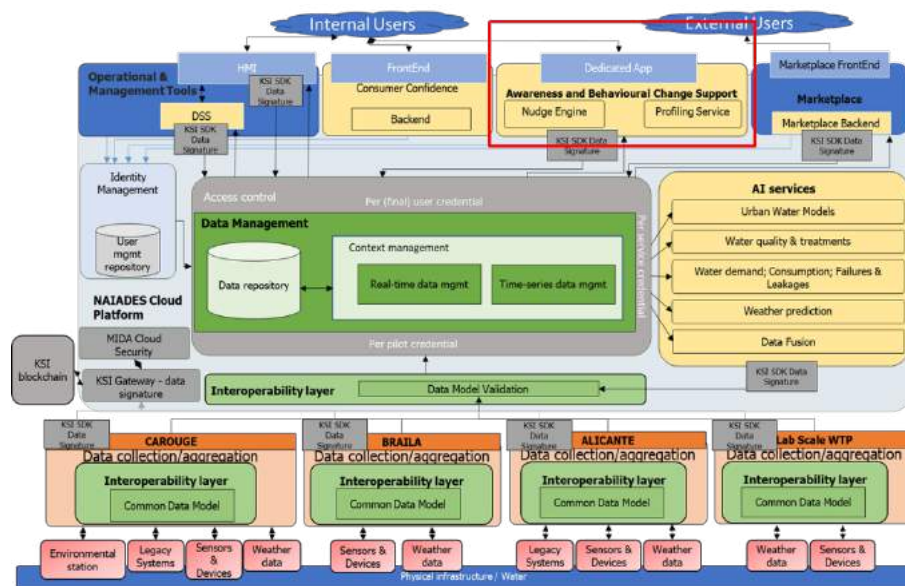 Internal Users
External Users
HMI
FrontEnd
Dedicated App
Marketplace FrontEnd
Operational &
Management Tools
KSI SDK
Data
Signature
Consumer Confidence
Backend
Awareness and Behavioural Change Support
Nudge Engine
Profiling Service
Marketplace
Marketplace Backend
DSS
KSI SDK
Data
Signature
KSI SDK Data
Signature
KSI SDK Data
Signature
Identity
Management
User
mgmt
repository
Access control
Per (final) user credential
Data Management
Context management
Data repository
Real-time data mgmt
Time-series data mgmt
Per service credential
Per pilot credential
AI services
Urban Water Models
Water quality & treatments
Water demand; Consumption; Failures &
Leakages
Weather prediction
Data Fusion
NAIADES Cloud
Platform
MIDA Cloud
Security
KSI
blockchain
KSI Gateway - data
signature
Interoperability layer
Data Model Validation
KSI SDK Data
Signature
KSI SDK
Data
Signature
CAROUGE
Data collection/aggregation
Interoperability layer
Common Data Model
KSI SDK
Data
Signature
BRAILA
Data collection/aggregation
Interoperability layer
Common Data Model
KSI SDK
Data
Signature
ALICANTE
Data collection/aggregation
Interoperability layer
Common Data Model
KSI SDK
Data
Signature
Lab Scale WTP
Data collection/aggregation
Interoperability layer
Common Data Model
Environmental
station
Legacy
Systems
Sensors
&
Devices
Weather
data
Sensors &
Devices
Weather
data
Legacy
Systems
Sensors &
Devices
Weather
data
Weather
data
Sensors &
Devices
Physical infrastructure / Water